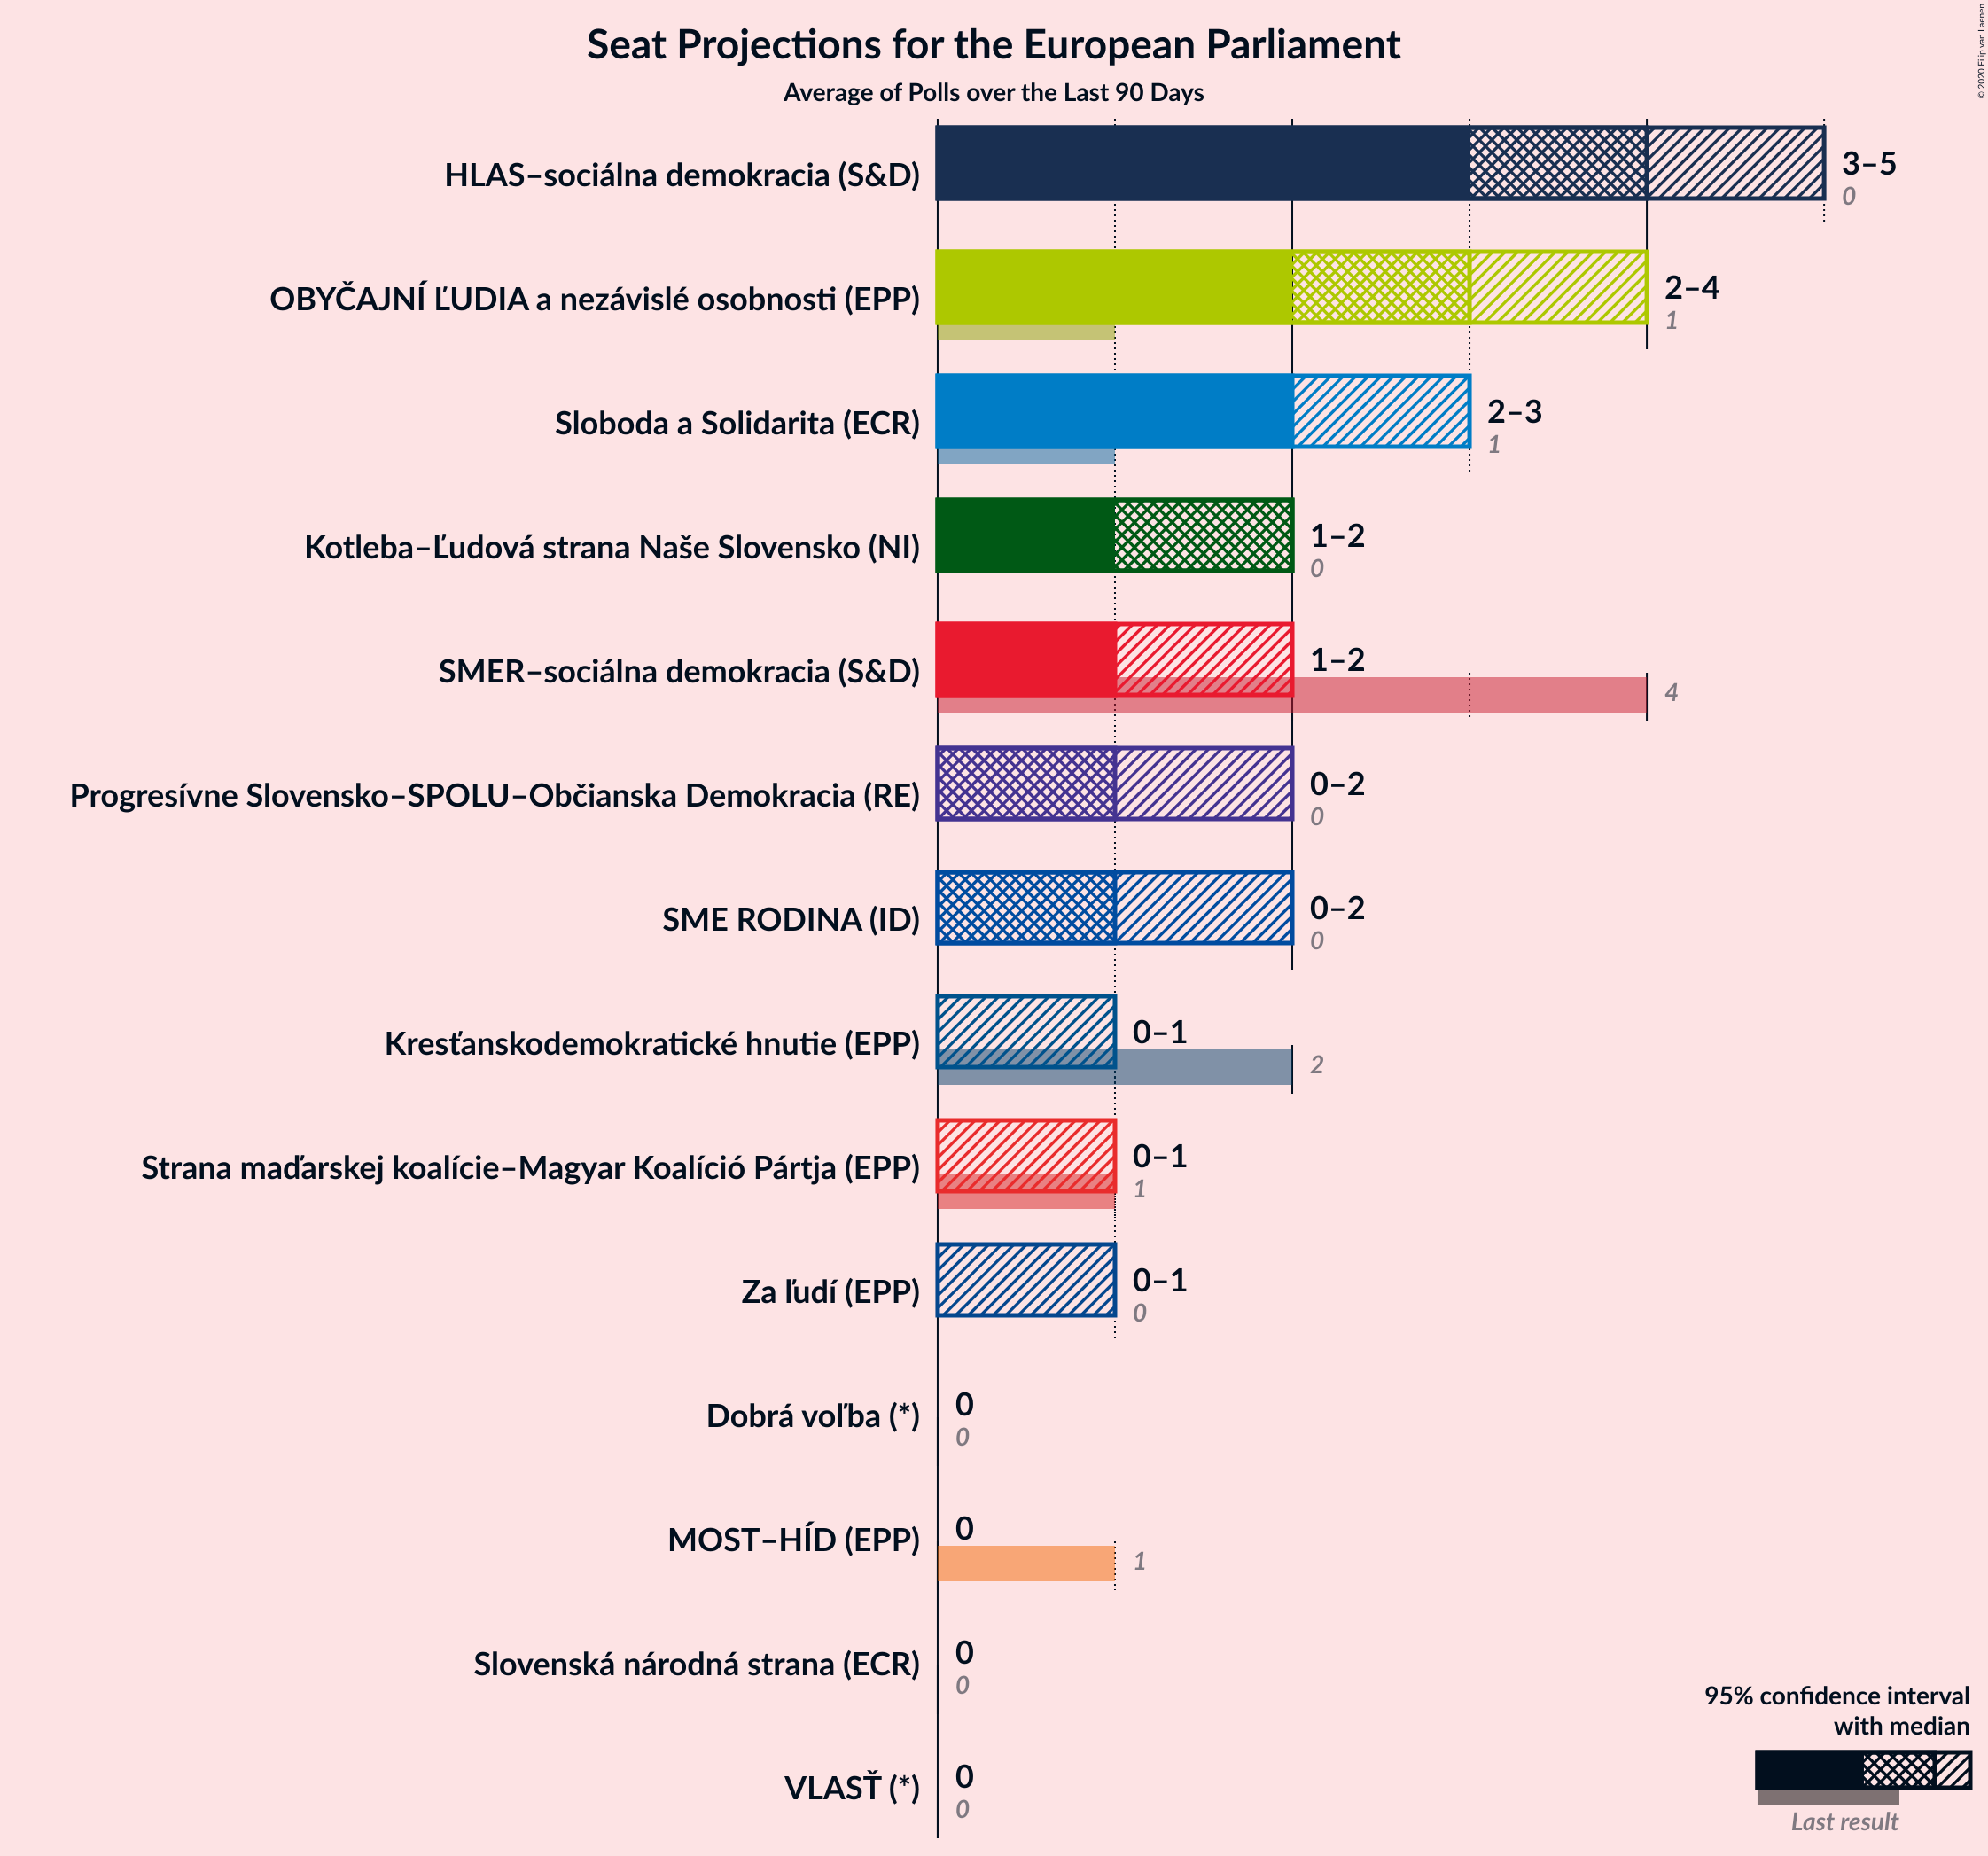 Seat Projections for the European Parliament
Average of Polls over the Last 90 Days
© 2020 Filip van Laenen
HLAS–sociálna demokracia (S&D)
3–5
0
OBYČAJNÍ ĽUDIA a nezávislé osobnosti (EPP)
2–4
1
Sloboda a Solidarita (ECR)
2–3
1
Kotleba–Ľudová strana Naše Slovensko (NI)
1–2
0
SMER–sociálna demokracia (S&D)
1–2
4
Progresívne Slovensko–SPOLU–Občianska Demokracia (RE)
0–2
0
SME RODINA (ID)
0–2
0
Kresťanskodemokratické hnutie (EPP)
0–1
2
Strana maďarskej koalície–Magyar Koalíció Pártja (EPP)
0–1
1
Za ľudí (EPP)
0–1
0
Dobrá voľba (*)
0
0
MOST–HÍD (EPP)
0
1
Slovenská národná strana (ECR)
0
0
VLASŤ (*)
0
0
95% confidence interval
with median
Last result